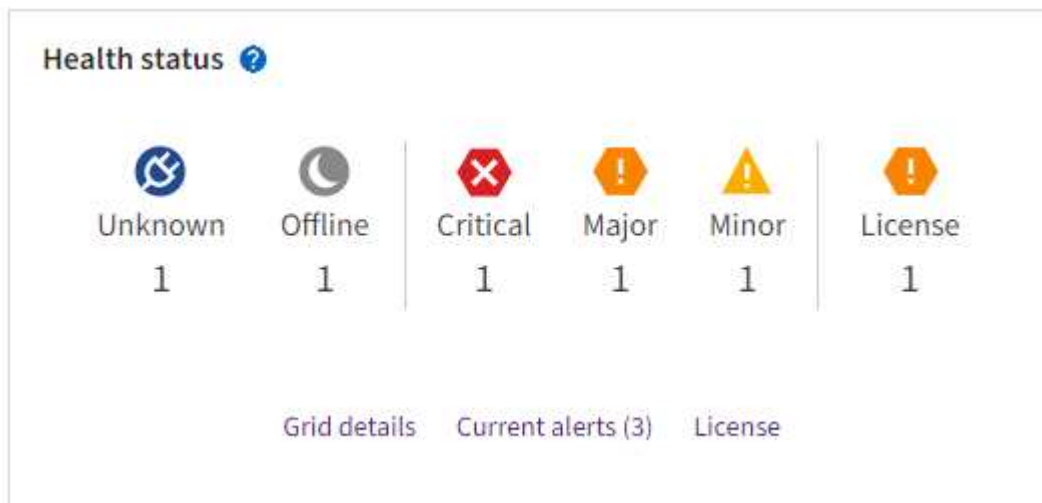 Health status ?
Unknown Offline Critical Major Minor License
1 1 1 1 1 1
Grid details Current alerts (3) License